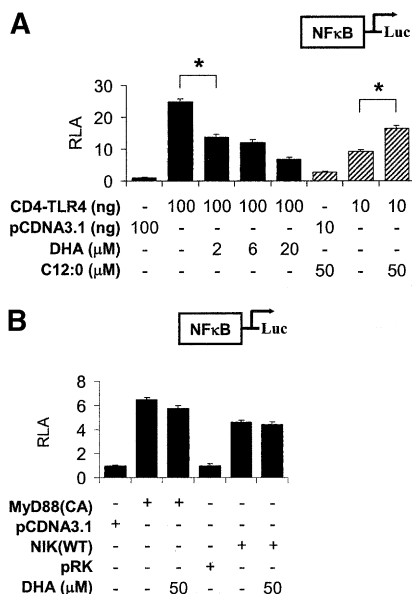 A
NFκB Luc
* *
30
20
10
0
RLA
CD4-TLR4 (ng) - 100 100 100 100 - 10 10
pCDNA3.1 (ng) 100 - - - - 10 - -
DHA (μM) - - 2 6 20 - - -
C12:0 (μM) - - - - - 50 - 50
B
NFκB Luc
8
6
4
2
0
RLA
MyD88(CA) - + + - - -
pCDNA3.1 + - - - - -
NIK(WT) - - - - + +
pRK - - - + - -
DHA (μM) - - 50 - - 50